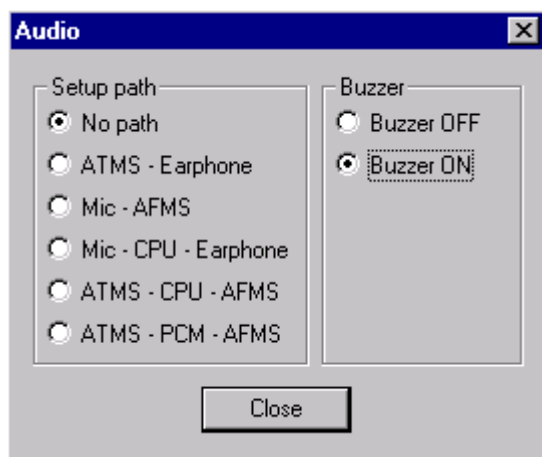 Audio
Setup path
No path
ATMS - Earphone
Mic - AFMS
Mic - CPU - Earphone
ATMS - CPU - AFMS
ATMS - PCM - AFMS
Buzzer
Buzzer OFF
Buzzer ON
Close